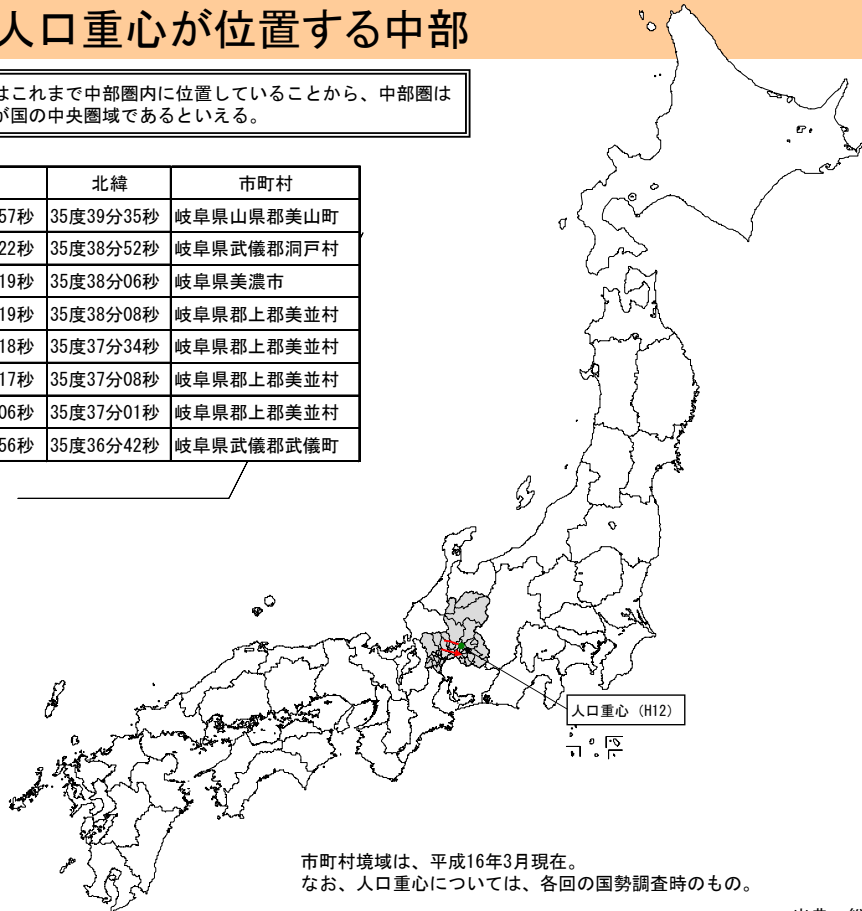 人口重心が位置する中部
はこれまで中部圏内に位置していることから、中部圏は
が国の中央圏域であるといえる。
北緯 市町村
57秒 35度39分35秒 岐阜県山県郡美山町
22秒 35度38分52秒 岐阜県武儀郡洞戸村
19秒 35度38分06秒 岐阜県美濃市
19秒 35度38分08秒 岐阜県郡上郡美並村
18秒 35度37分34秒 岐阜県郡上郡美並村
17秒 35度37分08秒 岐阜県郡上郡美並村
06秒 35度37分01秒 岐阜県郡上郡美並村
56秒 35度36分42秒 岐阜県武儀郡武儀町
人口重心（H12）
市町村境域は、平成16年3月現在。
なお、人口重心については、各回の国勢調査時のもの。